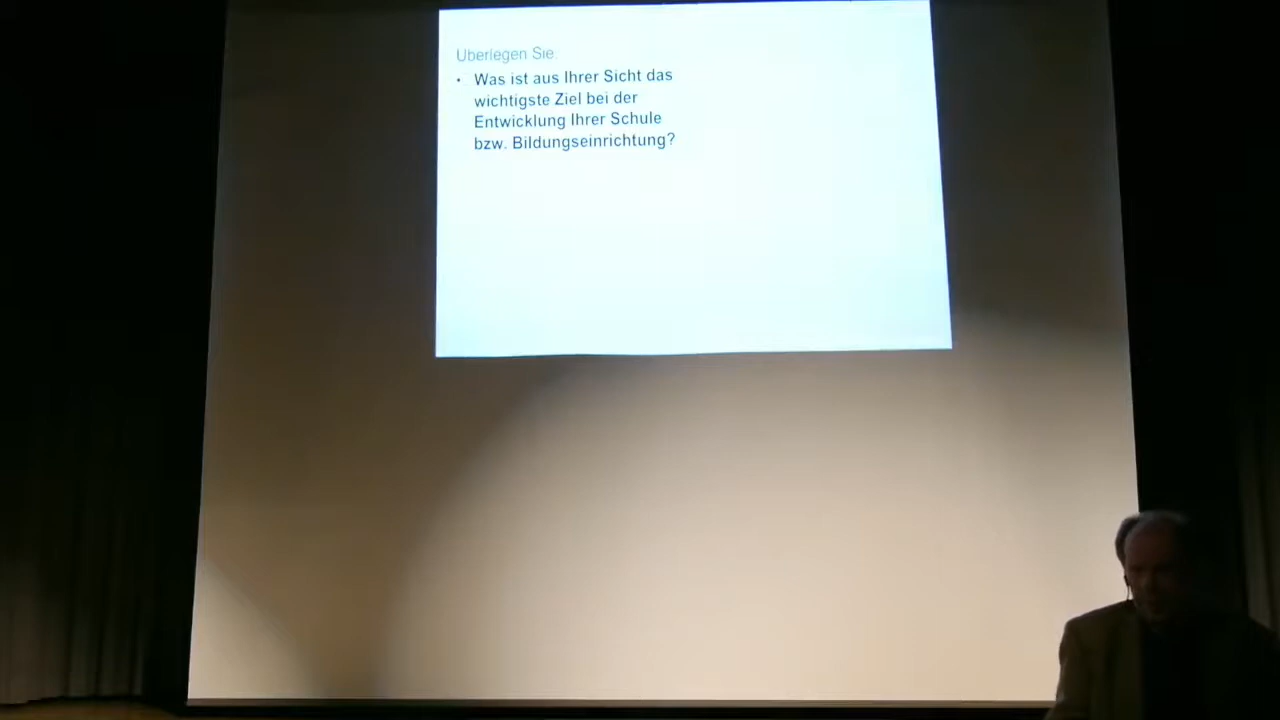 Überlegen Sie:
• Was ist aus Ihrer Sicht das
wichtigste Ziel bei der
Entwicklung Ihrer Schule
bzw. Bildungseinrichtung?